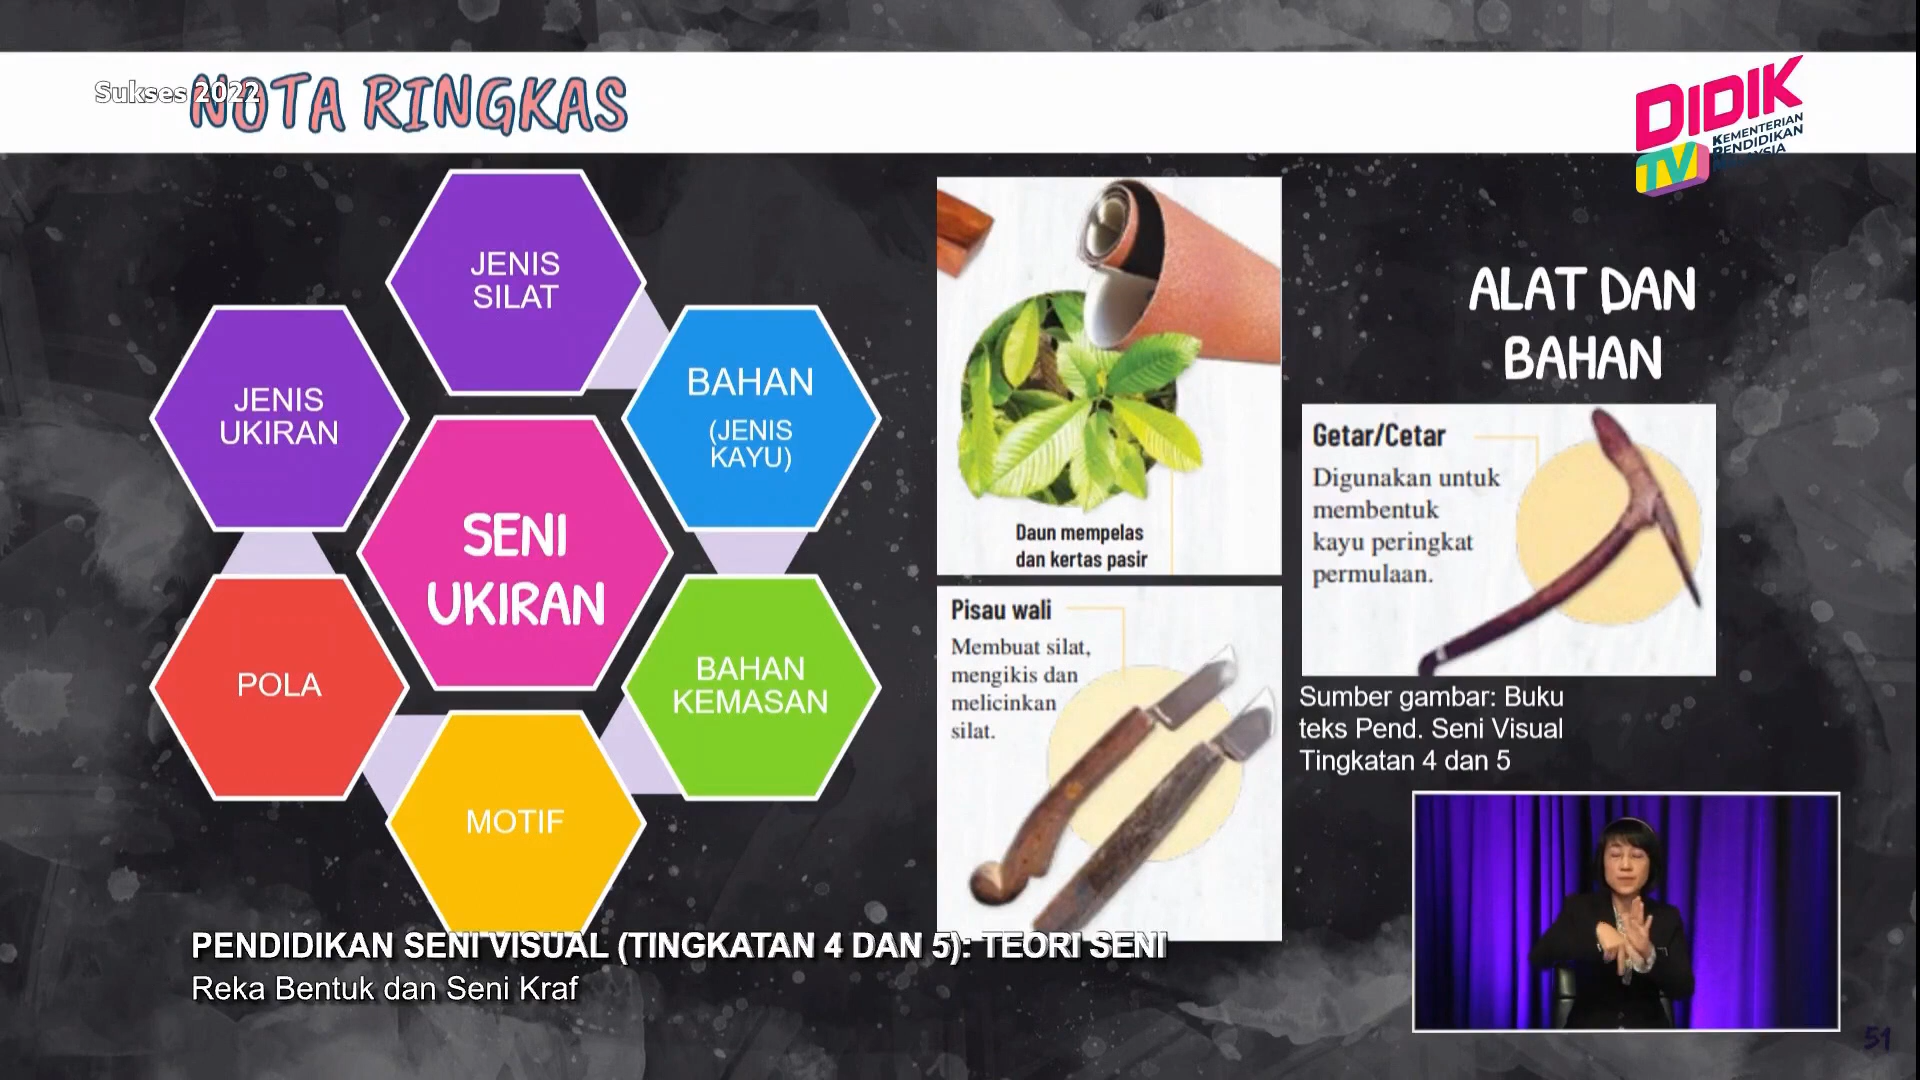 Sukses 2022
NOTA RINGKAS
DIDIK
TV
KEMENTERIAN
PENDIDIKAN
MALAYSIA
JENIS
SILAT
JENIS
UKIRAN
BAHAN
(JENIS
KAYU)
SENI
UKIRAN
POLA
BAHAN
KEMASAN
MOTIF
Daun mempelas
dan kertas pasir
Pisau wali
Membuat silat,
mengikis dan
melicinkan
silat.
ALAT DAN
BAHAN
Getar/Cetar
Digunakan untuk
membentuk
kayu peringkat
permulaan.
Sumber gambar: Buku
teks Pend. Seni Visual
Tingkatan 4 dan 5
PENDIDIKAN SENI VISUAL (TINGKATAN 4 DAN 5): TEORI SENI
Reka Bentuk dan Seni Kraf
51